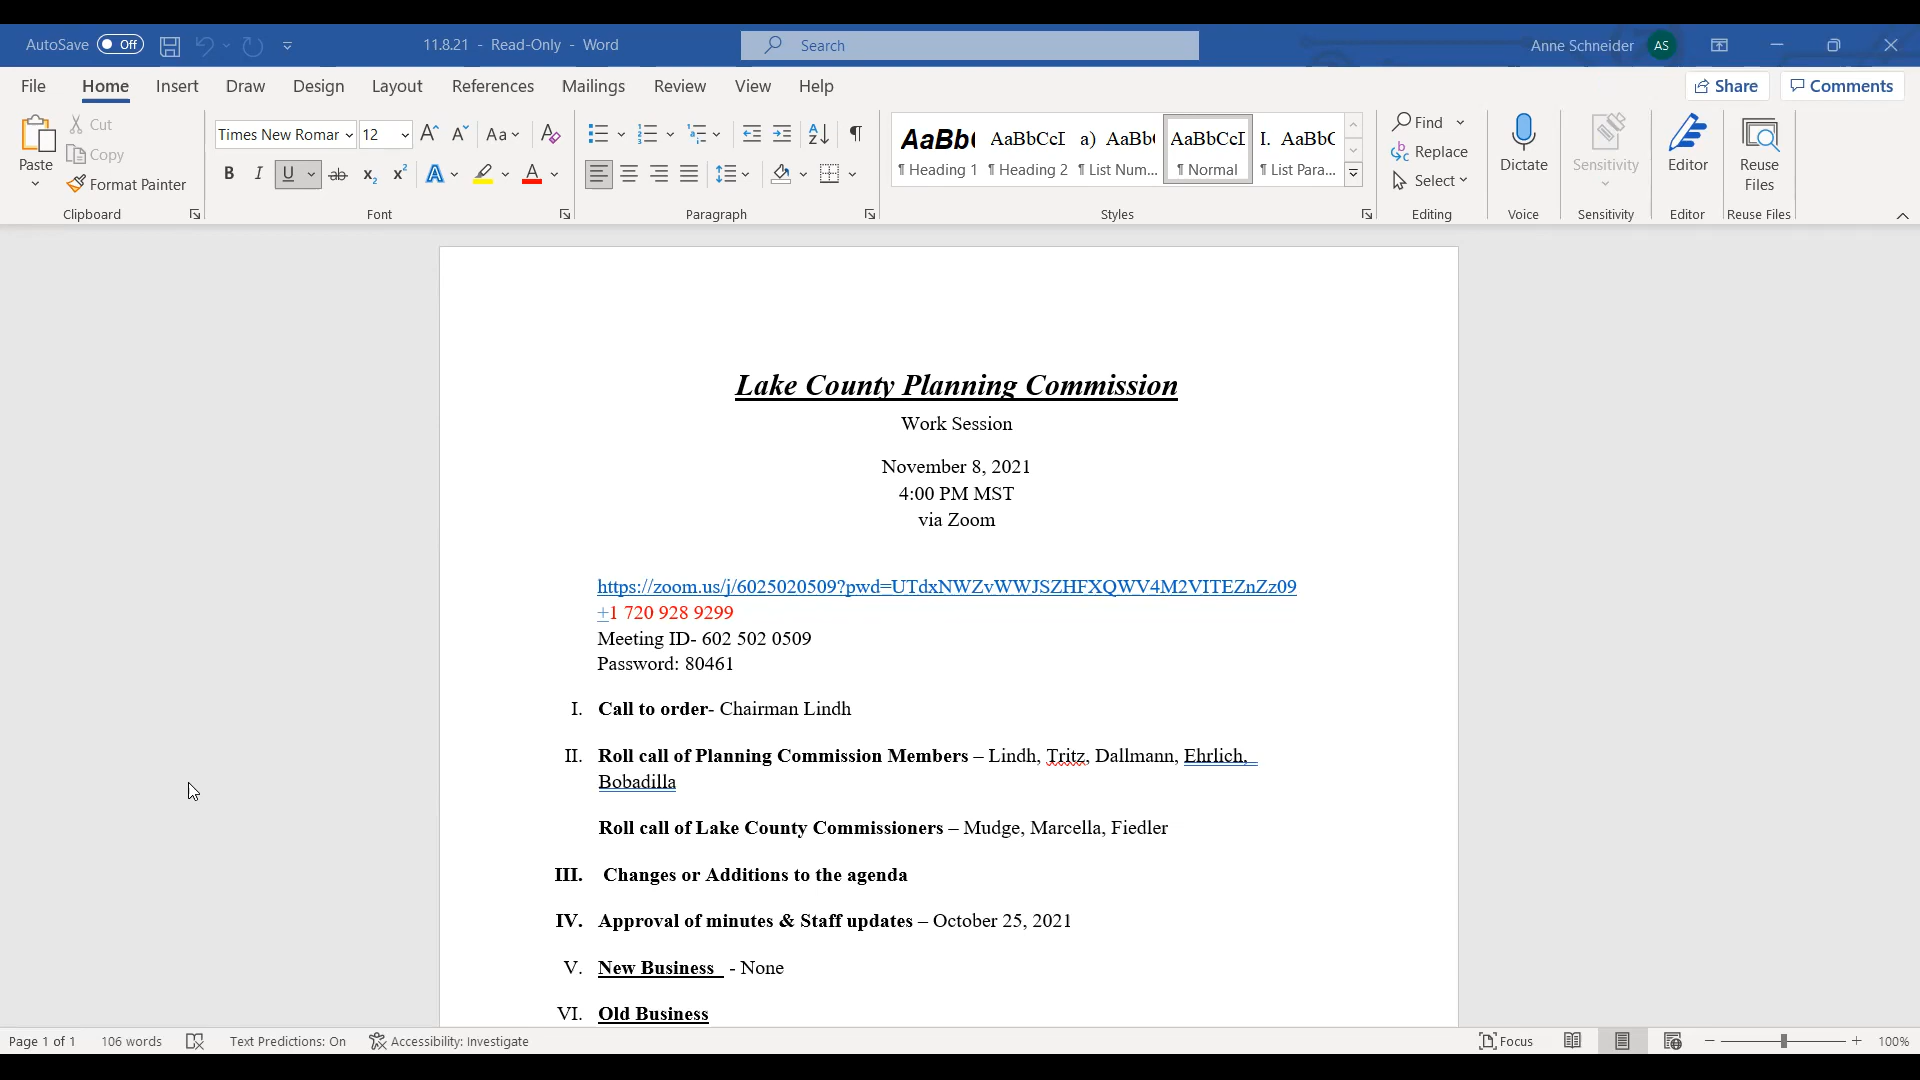 AutoSave Off 11.8.21 - Read-Only - Word Search Anne Schneider AS
File Home Insert Draw Design Layout References Mailings Review View Help Share Comments
Paste Cut Copy Format Painter
Clipboard
Times New Roman 12
Aa
B I U ab x₂ x² A A
Font
Paragraph
AaBb( AaBbCcI a) AaBb( AaBbCcI I. AaBbC
¶ Heading 1 ¶ Heading 2 ¶ List Num... ¶ Normal ¶ List Para...
Styles
Find
Replace
Select
Editing
Dictate
Voice
Sensitivity
Sensitivity
Editor
Editor
Reuse
Files
Reuse Files
Lake County Planning Commission
Work Session
November 8, 2021
4:00 PM MST
via Zoom
https://zoom.us/j/6025020509?pwd=UTdxNWZvWWJSZHFXQWV4M2VITEZnZz09
+1 720 928 9299
Meeting ID- 602 502 0509
Password: 80461
I. Call to order- Chairman Lindh
II. Roll call of Planning Commission Members – Lindh, Tritz, Dallmann, Ehrlich,
Bobadilla
Roll call of Lake County Commissioners – Mudge, Marcella, Fiedler
III. Changes or Additions to the agenda
IV. Approval of minutes & Staff updates – October 25, 2021
V. New Business - None
VI. Old Business
Page 1 of 1 106 words Text Predictions: On Accessibility: Investigate Focus 100%